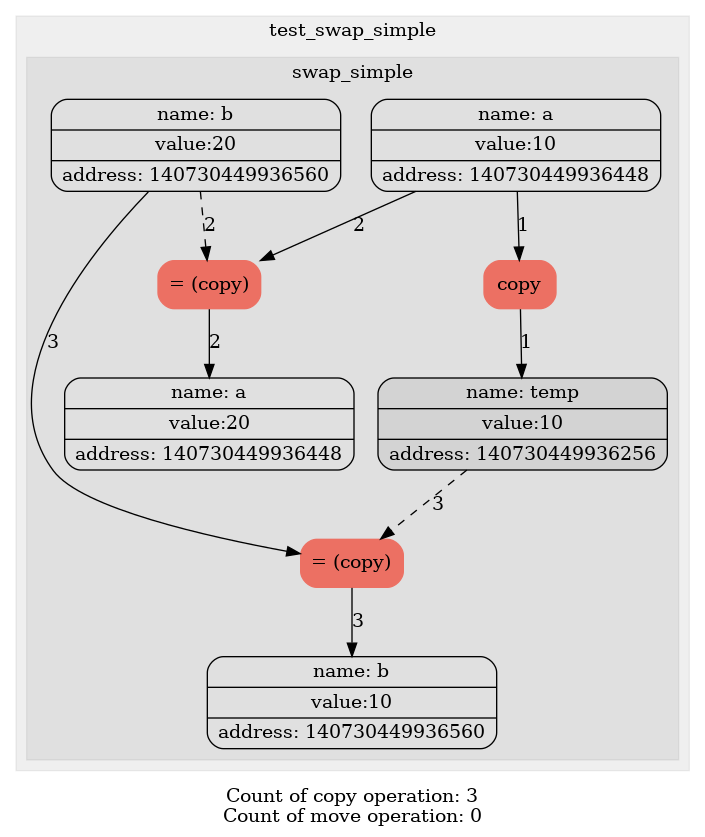 test_swap_simple
swap_simple
name: b
value:20
address: 140730449936560
name: a
value:10
address: 140730449936448
2
2
1
= (copy)
copy
3
2
1
name: a
value:20
address: 140730449936448
name: temp
value:10
address: 140730449936256
3
= (copy)
3
name: b
value:10
address: 140730449936560
Count of copy operation: 3
Count of move operation: 0